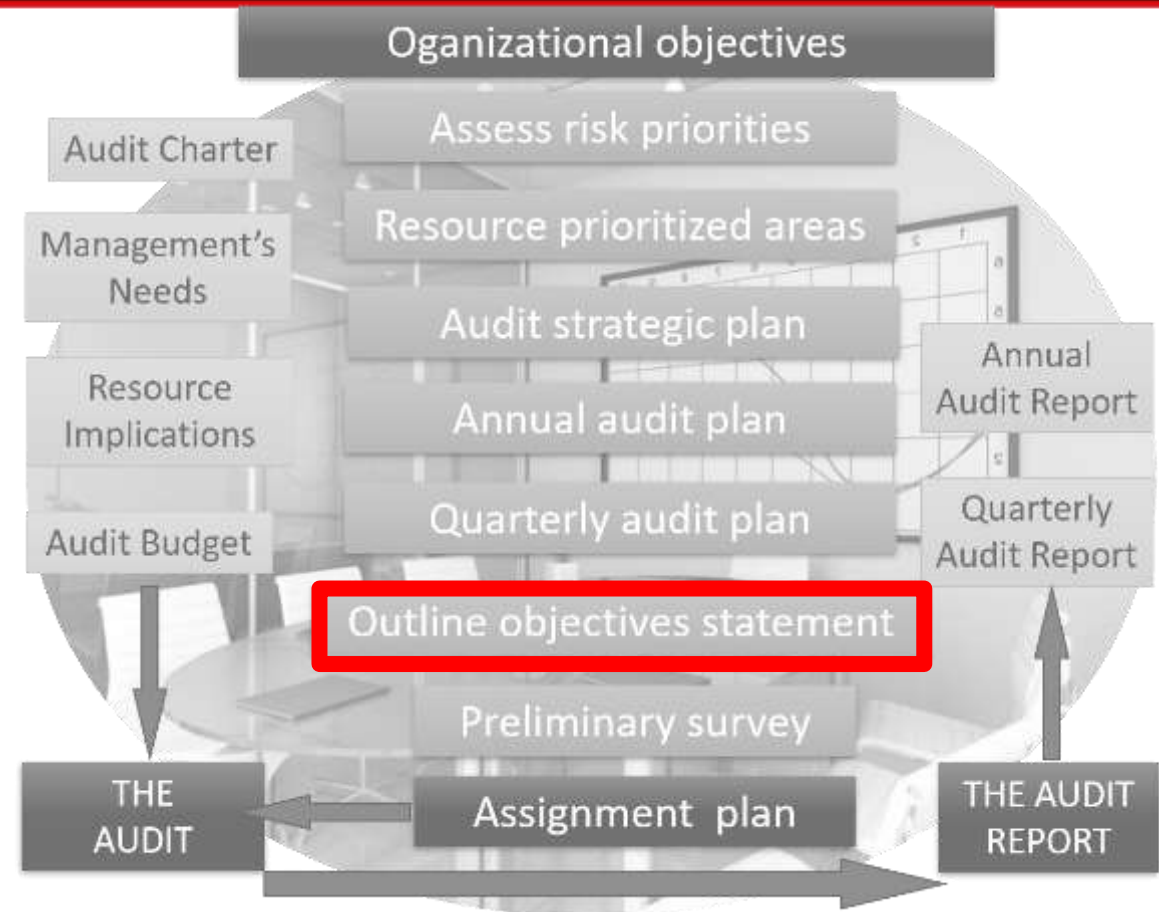 Oganizational objectives
Assess risk priorities
Audit Charter
Resource prioritized areas
Management's
Needs
Audit strategic plan
Annual
Audit Report
Resource
Implications
Annual audit plan
Quarterly audit plan
Quarterly
Audit Report
Audit Budget
Outline objectives statement
Preliminary survey
THE
AUDIT
Assignment plan
THE AUDIT
REPORT